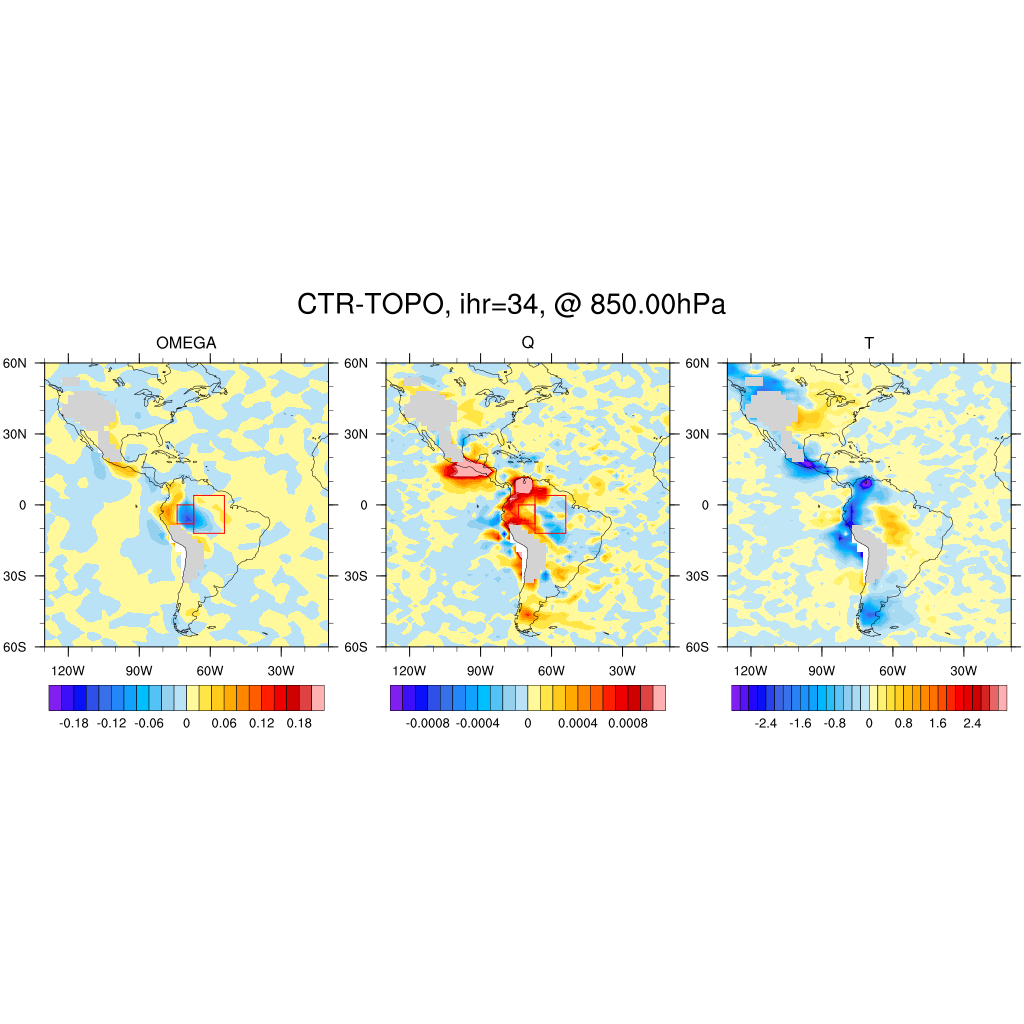 CTR-TOPO, ihr=34, @ 850.00hPa
OMEGA Q T
60N 60N 60N
30N 30N 30N
0 0 0
30S 30S 30S
60S 60S 60S
120W 90W 60W 30W 120W 90W 60W 30W 120W 90W 60W 30W
-0.18 -0.12 -0.06 0 0.06 0.12 0.18 -0.0008 -0.0004 0 0.0004 0.0008 -2.4 -1.6 -0.8 0 0.8 1.6 2.4